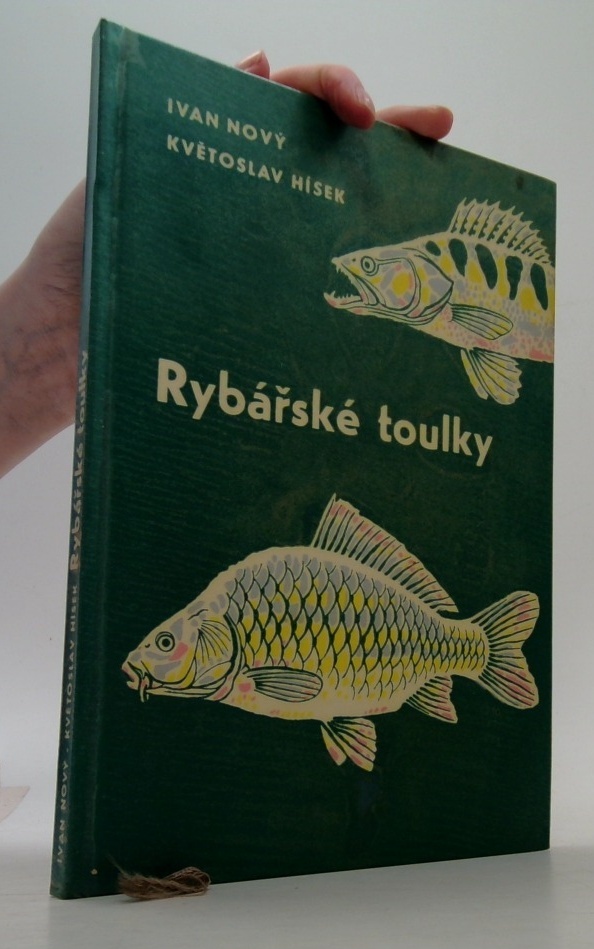 IVAN NOVÝ
KVĚTOSLAV HÍSEK
Rybářské toulky
IVAN NOVÝ · KVĚTOSLAV HÍSEK Rybářské toulky